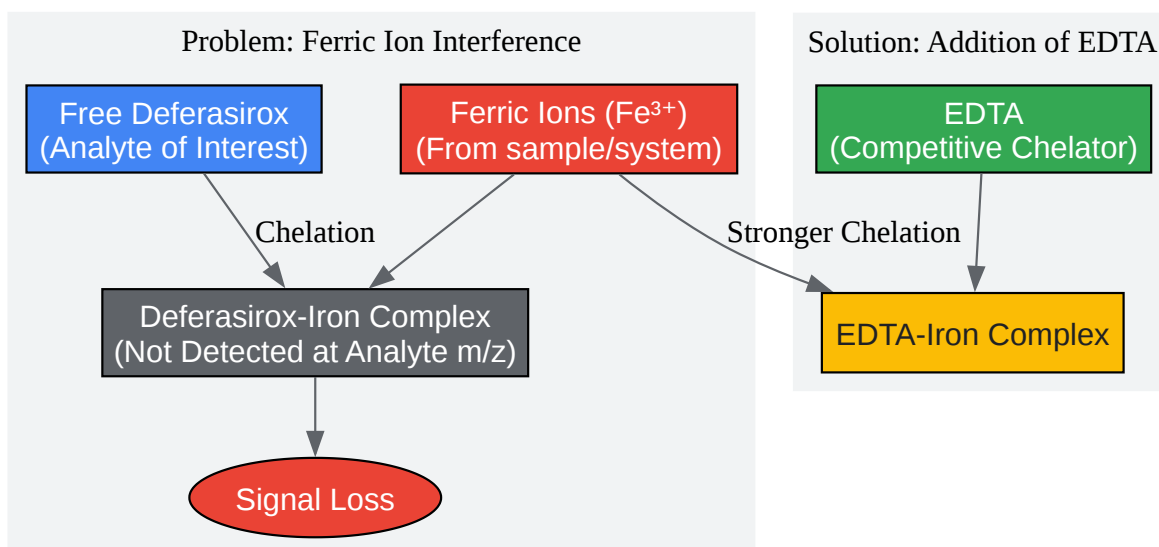 Problem: Ferric Ion Interference
Solution: Addition of EDTA
Free Deferasirox
(Analyte of Interest)
Ferric Ions (Fe³⁺)
(From sample/system)
EDTA
(Competitive Chelator)
Chelation
Stronger Chelation
Deferasirox-Iron Complex
(Not Detected at Analyte m/z)
EDTA-Iron Complex
Signal Loss